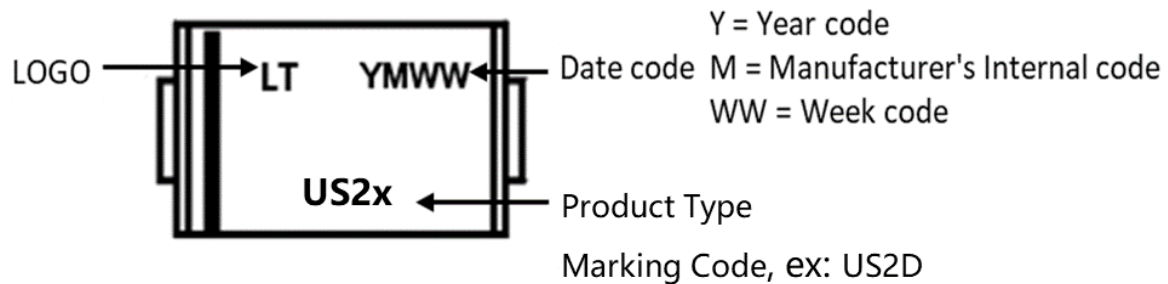 Y = Year code
LOGO LT YMWW Date code M = Manufacturer's Internal code
WW = Week code
US2x Product Type
Marking Code, ex: US2D